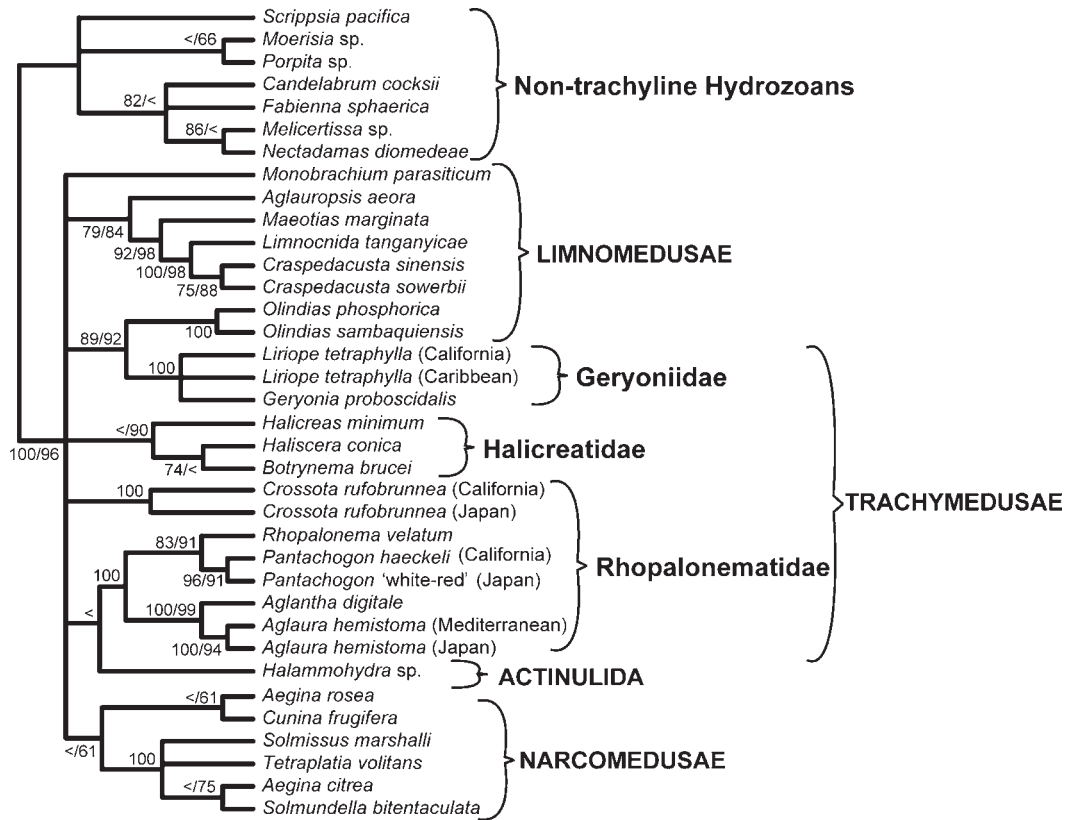 Scrippsia pacifica
</66
Moerisia sp.
Porpita sp.
Non-trachyline Hydrozoans
Candelabrum cocksii
82/<
Fabienna sphaerica
86/<
Melicertissa sp.
Nectadamas diomedeae
Monobrachium parasiticum
Aglauropsis aeora
79/84
Maeotias marginata
92/98
Limnocnida tanganyicae
LIMNOMEDUSAE
100/98
Craspedacusta sinensis
75/88
Craspedacusta sowerbii
Olindias phosphorica
100
Olindias sambaquiensis
89/92
Liriope tetraphylla (California)
100
Liriope tetraphylla (Caribbean)
Geryoniidae
Geryonia proboscidalis
Halicreas minimum
</90
Haliscera conica
Halicreatidae
100/96
74/<
Botrynema brucei
100
Crossota rufobrunnea (California)
TRACHYMEDUSAE
Crossota rufobrunnea (Japan)
Rhopalonema velatum
83/91
Pantachogon haeckeli (California)
Rhopalonematidae
100
96/91
Pantachogon ‘white-red’ (Japan)
<
100/99
Aglantha digitale
Aglaura hemistoma (Mediterranean)
100/94
Aglaura hemistoma (Japan)
Halammohydra sp.
ACTINULIDA
</61
Aegina rosea
Cunina frugifera
</61
100
Solmissus marshalli
Tetraplatia volitans
NARCOMEDUSAE
</75
Aegina citrea
Solmundella bitentaculata